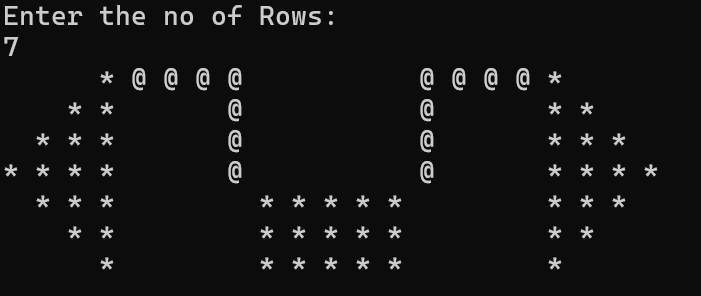 Enter the no of Rows:
7
      * @ @ @ @           @ @ @ @ *
    * *       @           @       * *
  * * *       @           @       * * *
* * * *       @           @       * * * *
  * * *         * * * * *         * * *
    * *         * * * * *         * *
      *         * * * * *         *